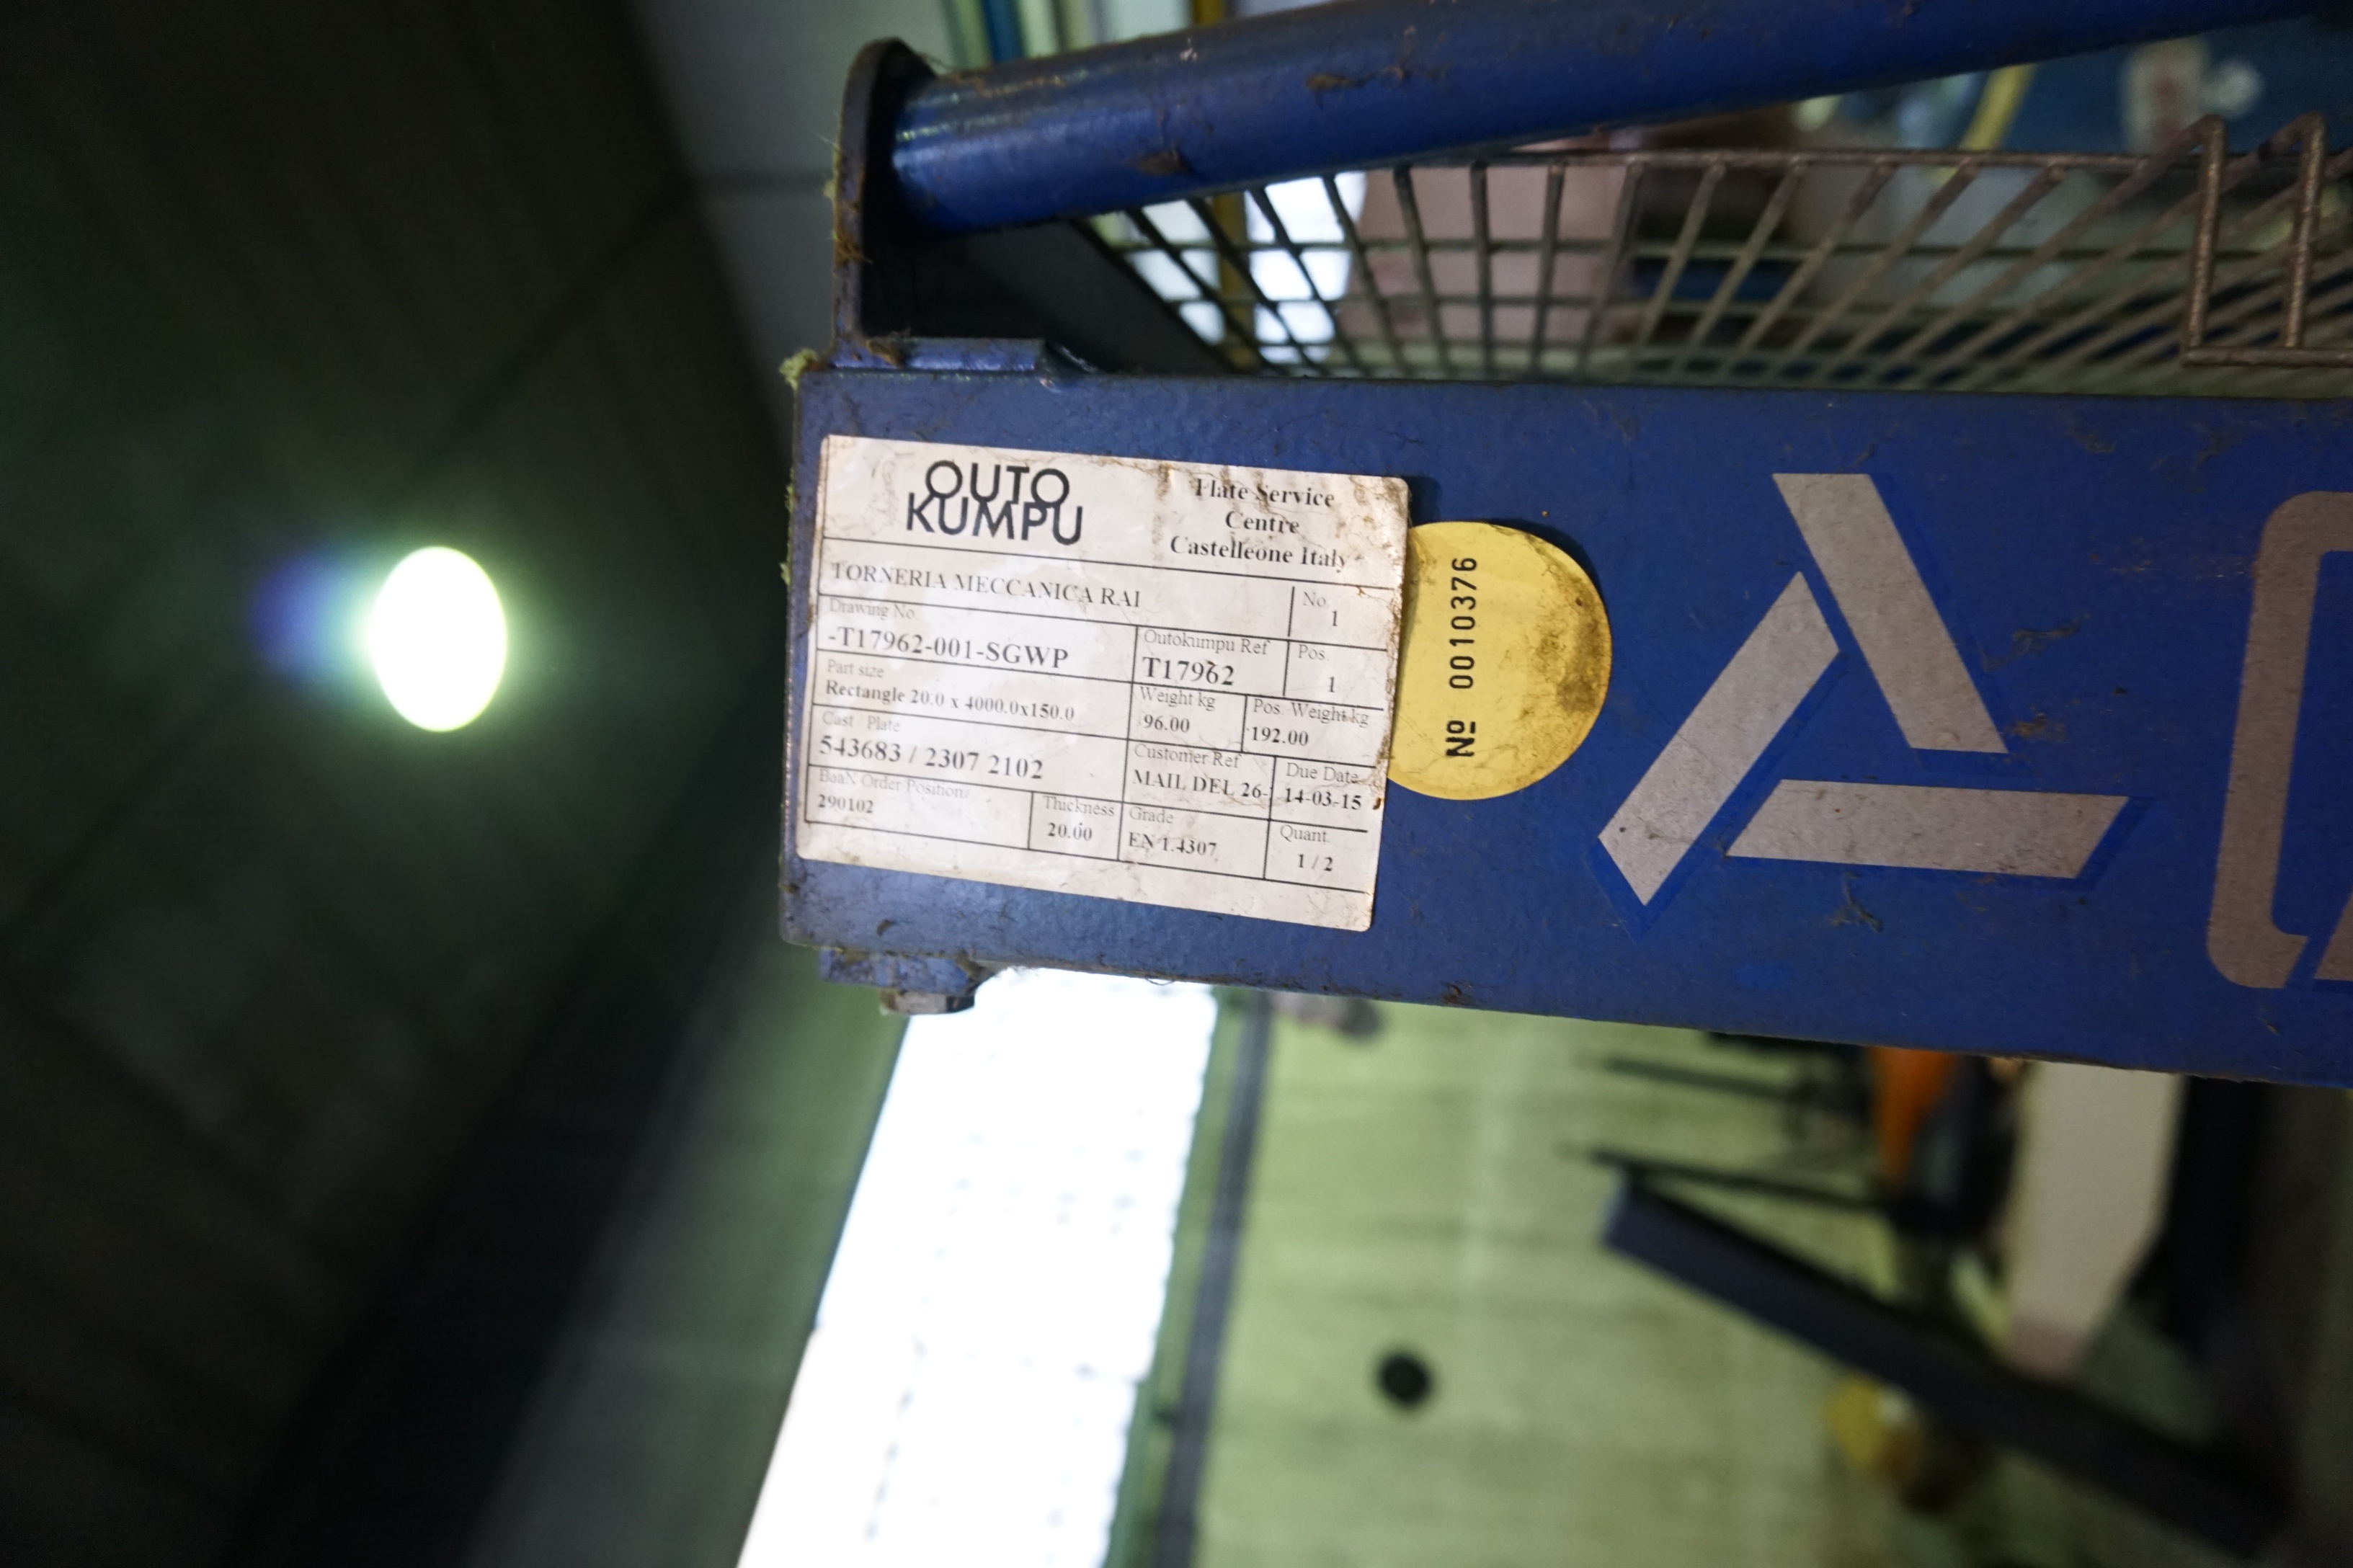 OUTO
KUMPU
Plate Service
Centre
Castelleone Italy
TORNERIA MECCANICA RAI
No
1
Drawing No
-T17962-001-SGWP
Outokumpu Ref
T17962
Pos
1
Part size
Rectangle 20.0 x 4000.0x150.0
Weight kg
96.00
Pos. Weight kg
192.00
Cast / Plate
543683 / 2307 2102
Customer Ref
MAIL DEL 26-
Due Date
14-03-15
BaaN Order Position/
290102
Thickness
20.00
Grade
EN 1.4307
Quant.
1 / 2
Nº 0010376